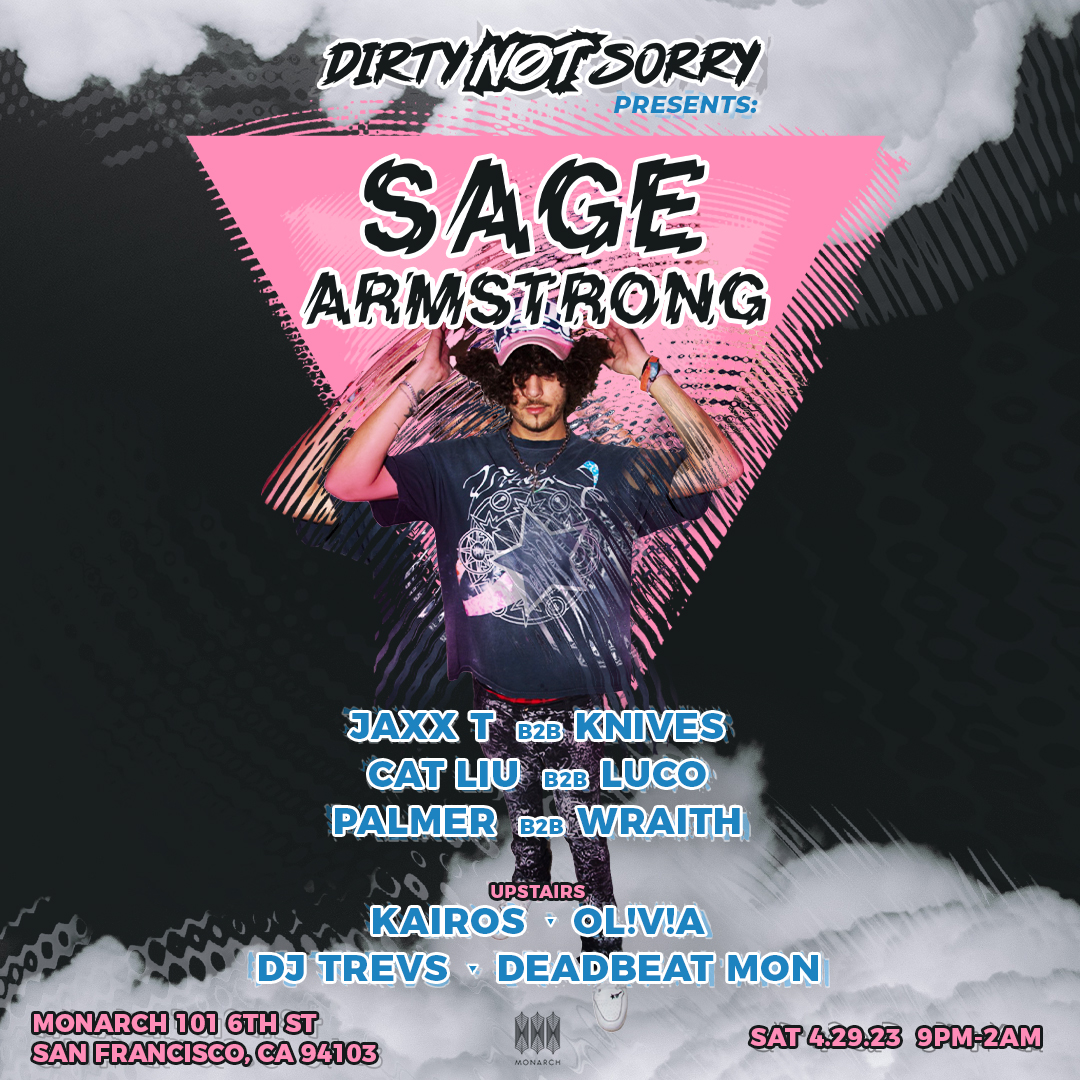 DIRTY NOT SORRY
PRESENTS:
SAGE
ARMSTRONG
JAXX T B2B KNIVES
CAT LIU B2B LUCO
PALMER B2B WRAITH
UPSTAIRS
KAIROS OL!V!A
DJ TREVS DEADBEAT MON
MONARCH 101 6TH ST
SAN FRANCISCO, CA 94103
MONARCH
SAT 4.29.23 9PM-2AM